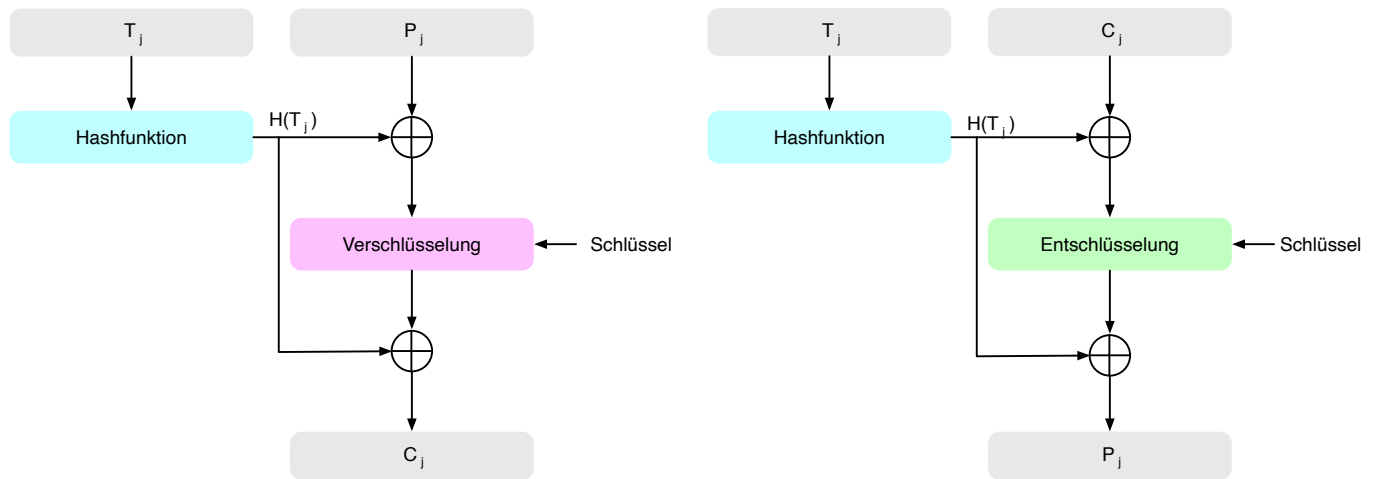 T j
P j
Hashfunktion
H(T j )
Verschlüsselung
Schlüssel
C j
T j
C j
Hashfunktion
H(T j )
Entschlüsselung
Schlüssel
P j